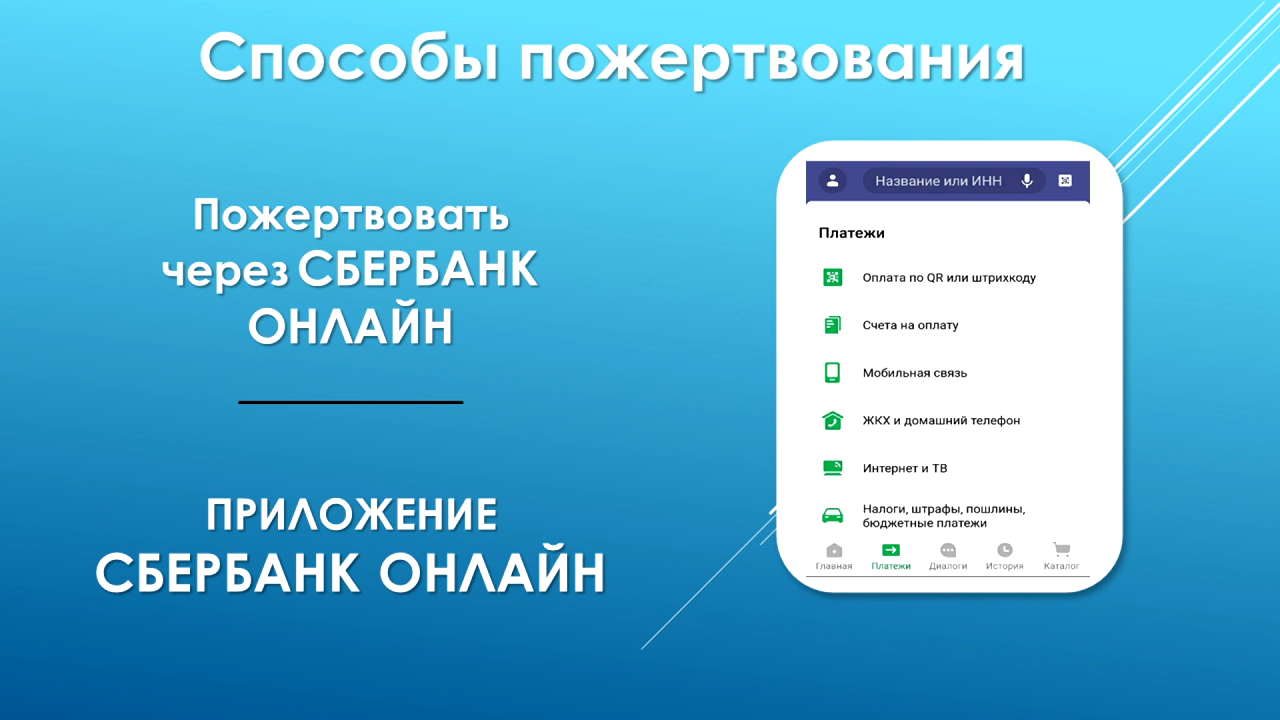 Способы пожертвования
Пожертвовать
через СБЕРБАНК
ОНЛАЙН
ПРИЛОЖЕНИЕ
СБЕРБАНК ОНЛАЙН
Название или ИНН
Платежи
Оплата по QR или штрихкоду
Счета на оплату
Мобильная связь
ЖКХ и домашний телефон
Интернет и ТВ
Налоги, штрафы, пошлины,
бюджетные платежи
Главная Платежи Диалоги История Каталог